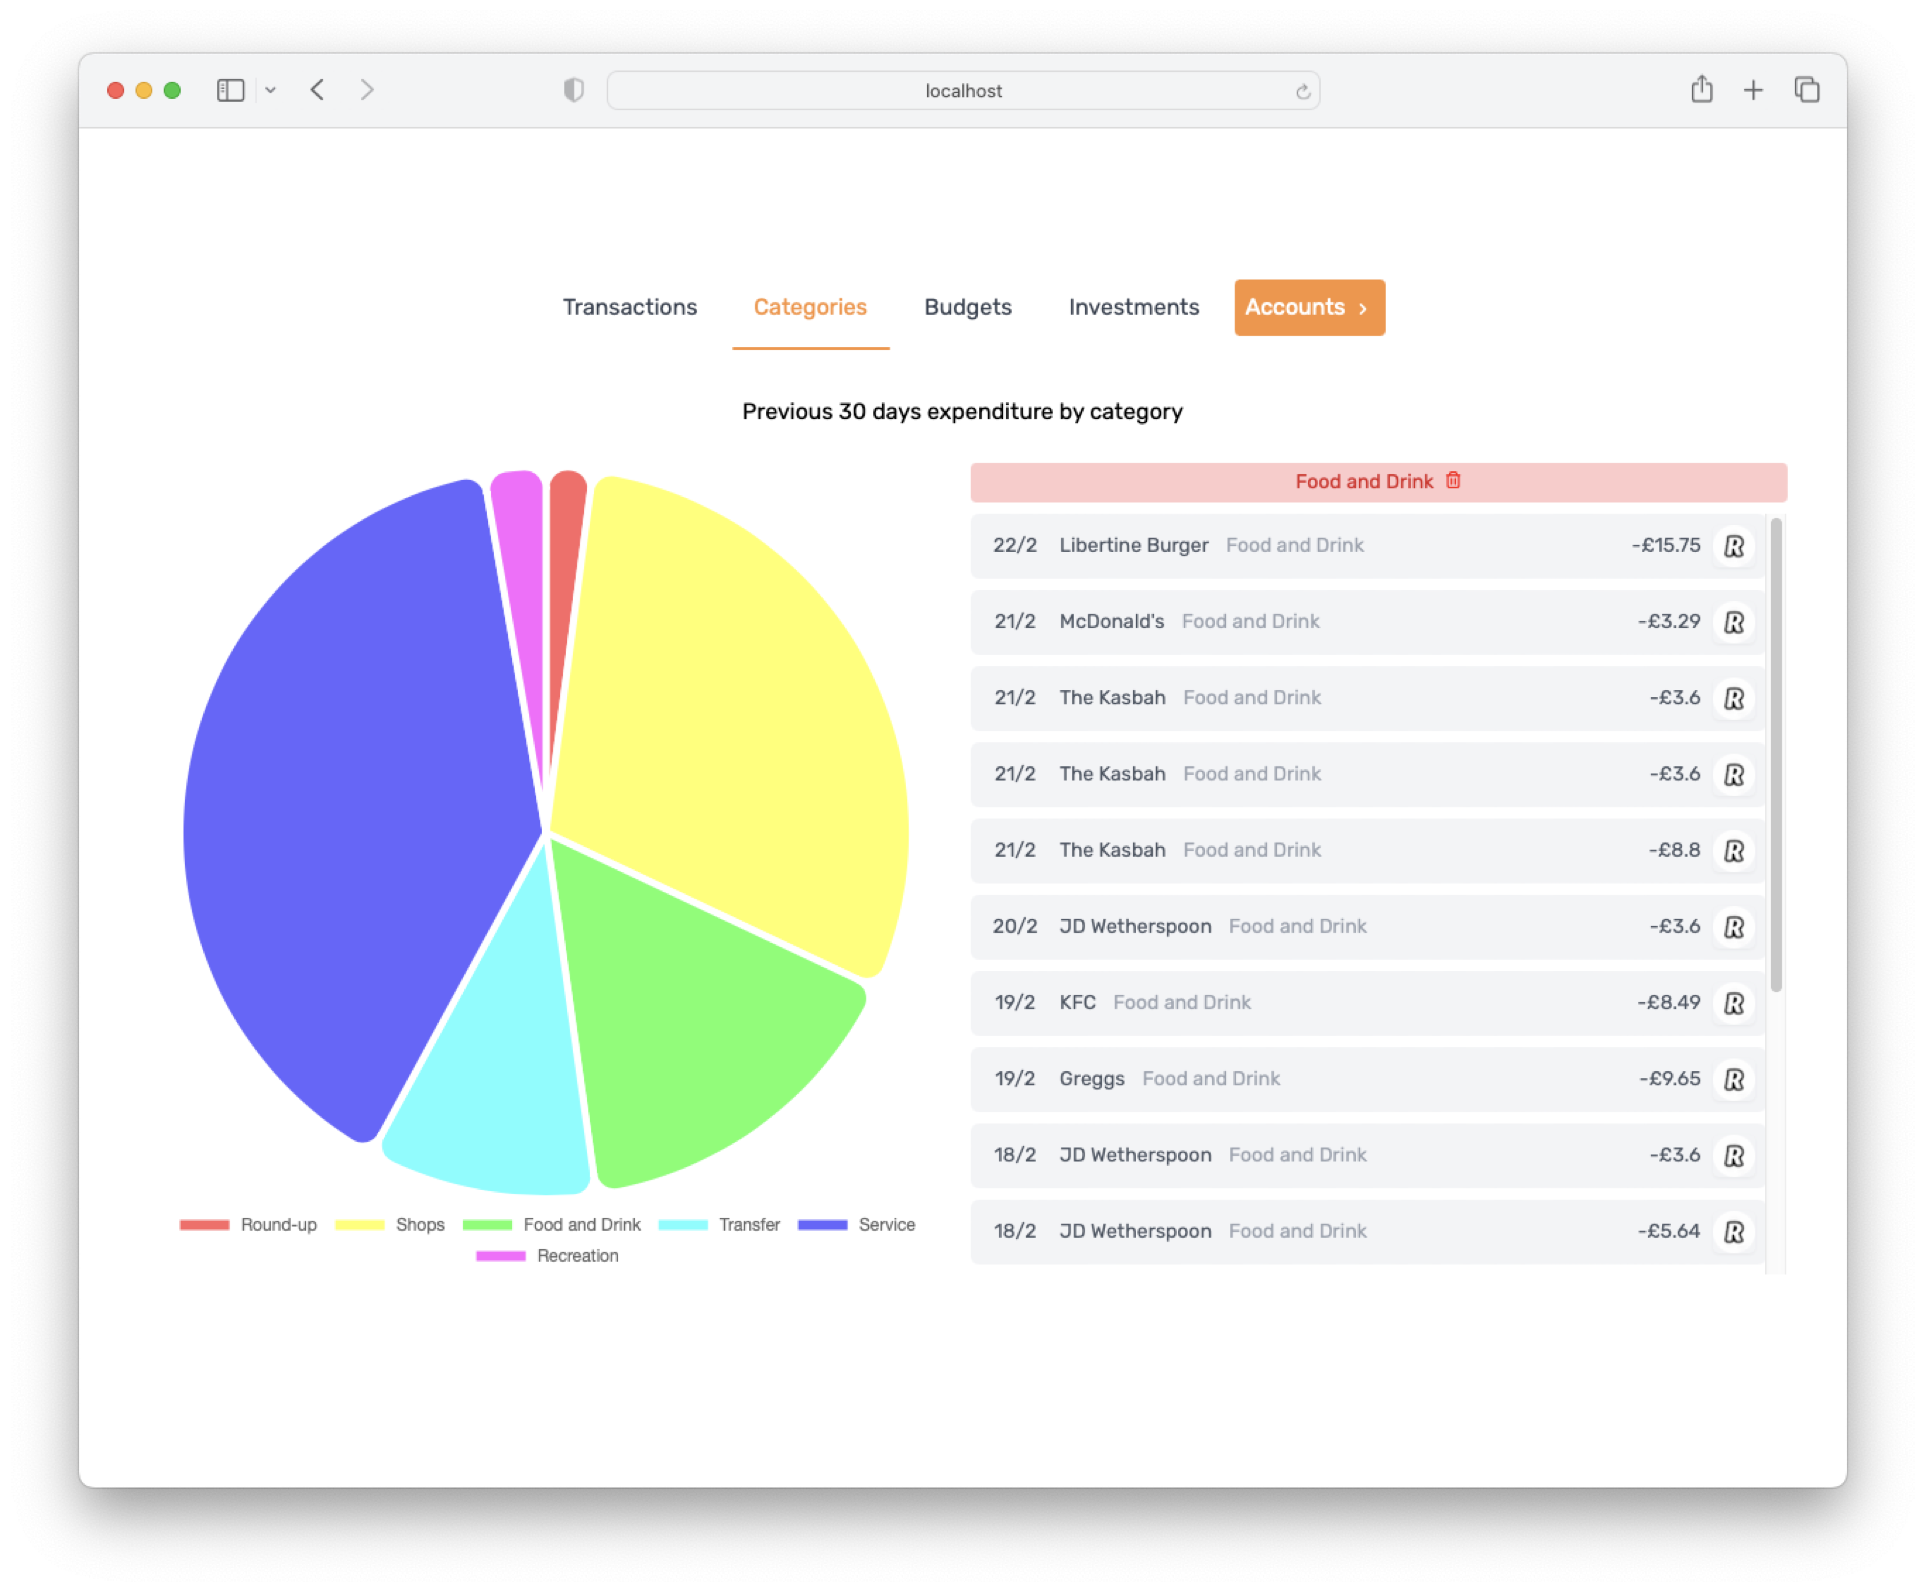 localhost
Transactions Categories Budgets Investments Accounts ›
Previous 30 days expenditure by category
Food and Drink
22/2 Libertine Burger Food and Drink -£15.75 R
21/2 McDonald's Food and Drink -£3.29 R
21/2 The Kasbah Food and Drink -£3.6 R
21/2 The Kasbah Food and Drink -£3.6 R
21/2 The Kasbah Food and Drink -£8.8 R
20/2 JD Wetherspoon Food and Drink -£3.6 R
19/2 KFC Food and Drink -£8.49 R
19/2 Greggs Food and Drink -£9.65 R
18/2 JD Wetherspoon Food and Drink -£3.6 R
18/2 JD Wetherspoon Food and Drink -£5.64 R
Round-up Shops Food and Drink Transfer Service
Recreation